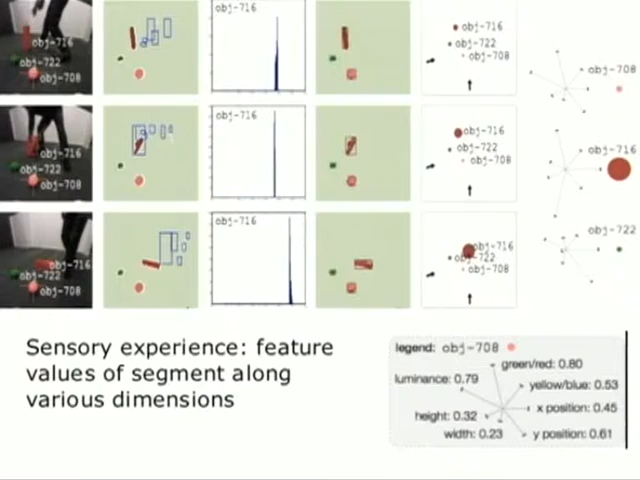 obj-716
obj-722
obj-708
obj-716
obj-716
obj-722
obj-708
obj-708
obj-716
obj-722
obj-708
obj-716
obj-716
obj-722
obj-708
obj-716
obj-716
obj-722
obj-708
obj-716
obj-716
obj-722
obj-708
obj-722
Sensory experience: feature
values of segment along
various dimensions
legend: obj-708
green/red: 0.80
luminance: 0.79
yellow/blue: 0.53
x position: 0.45
height: 0.32
width: 0.23
y position: 0.61